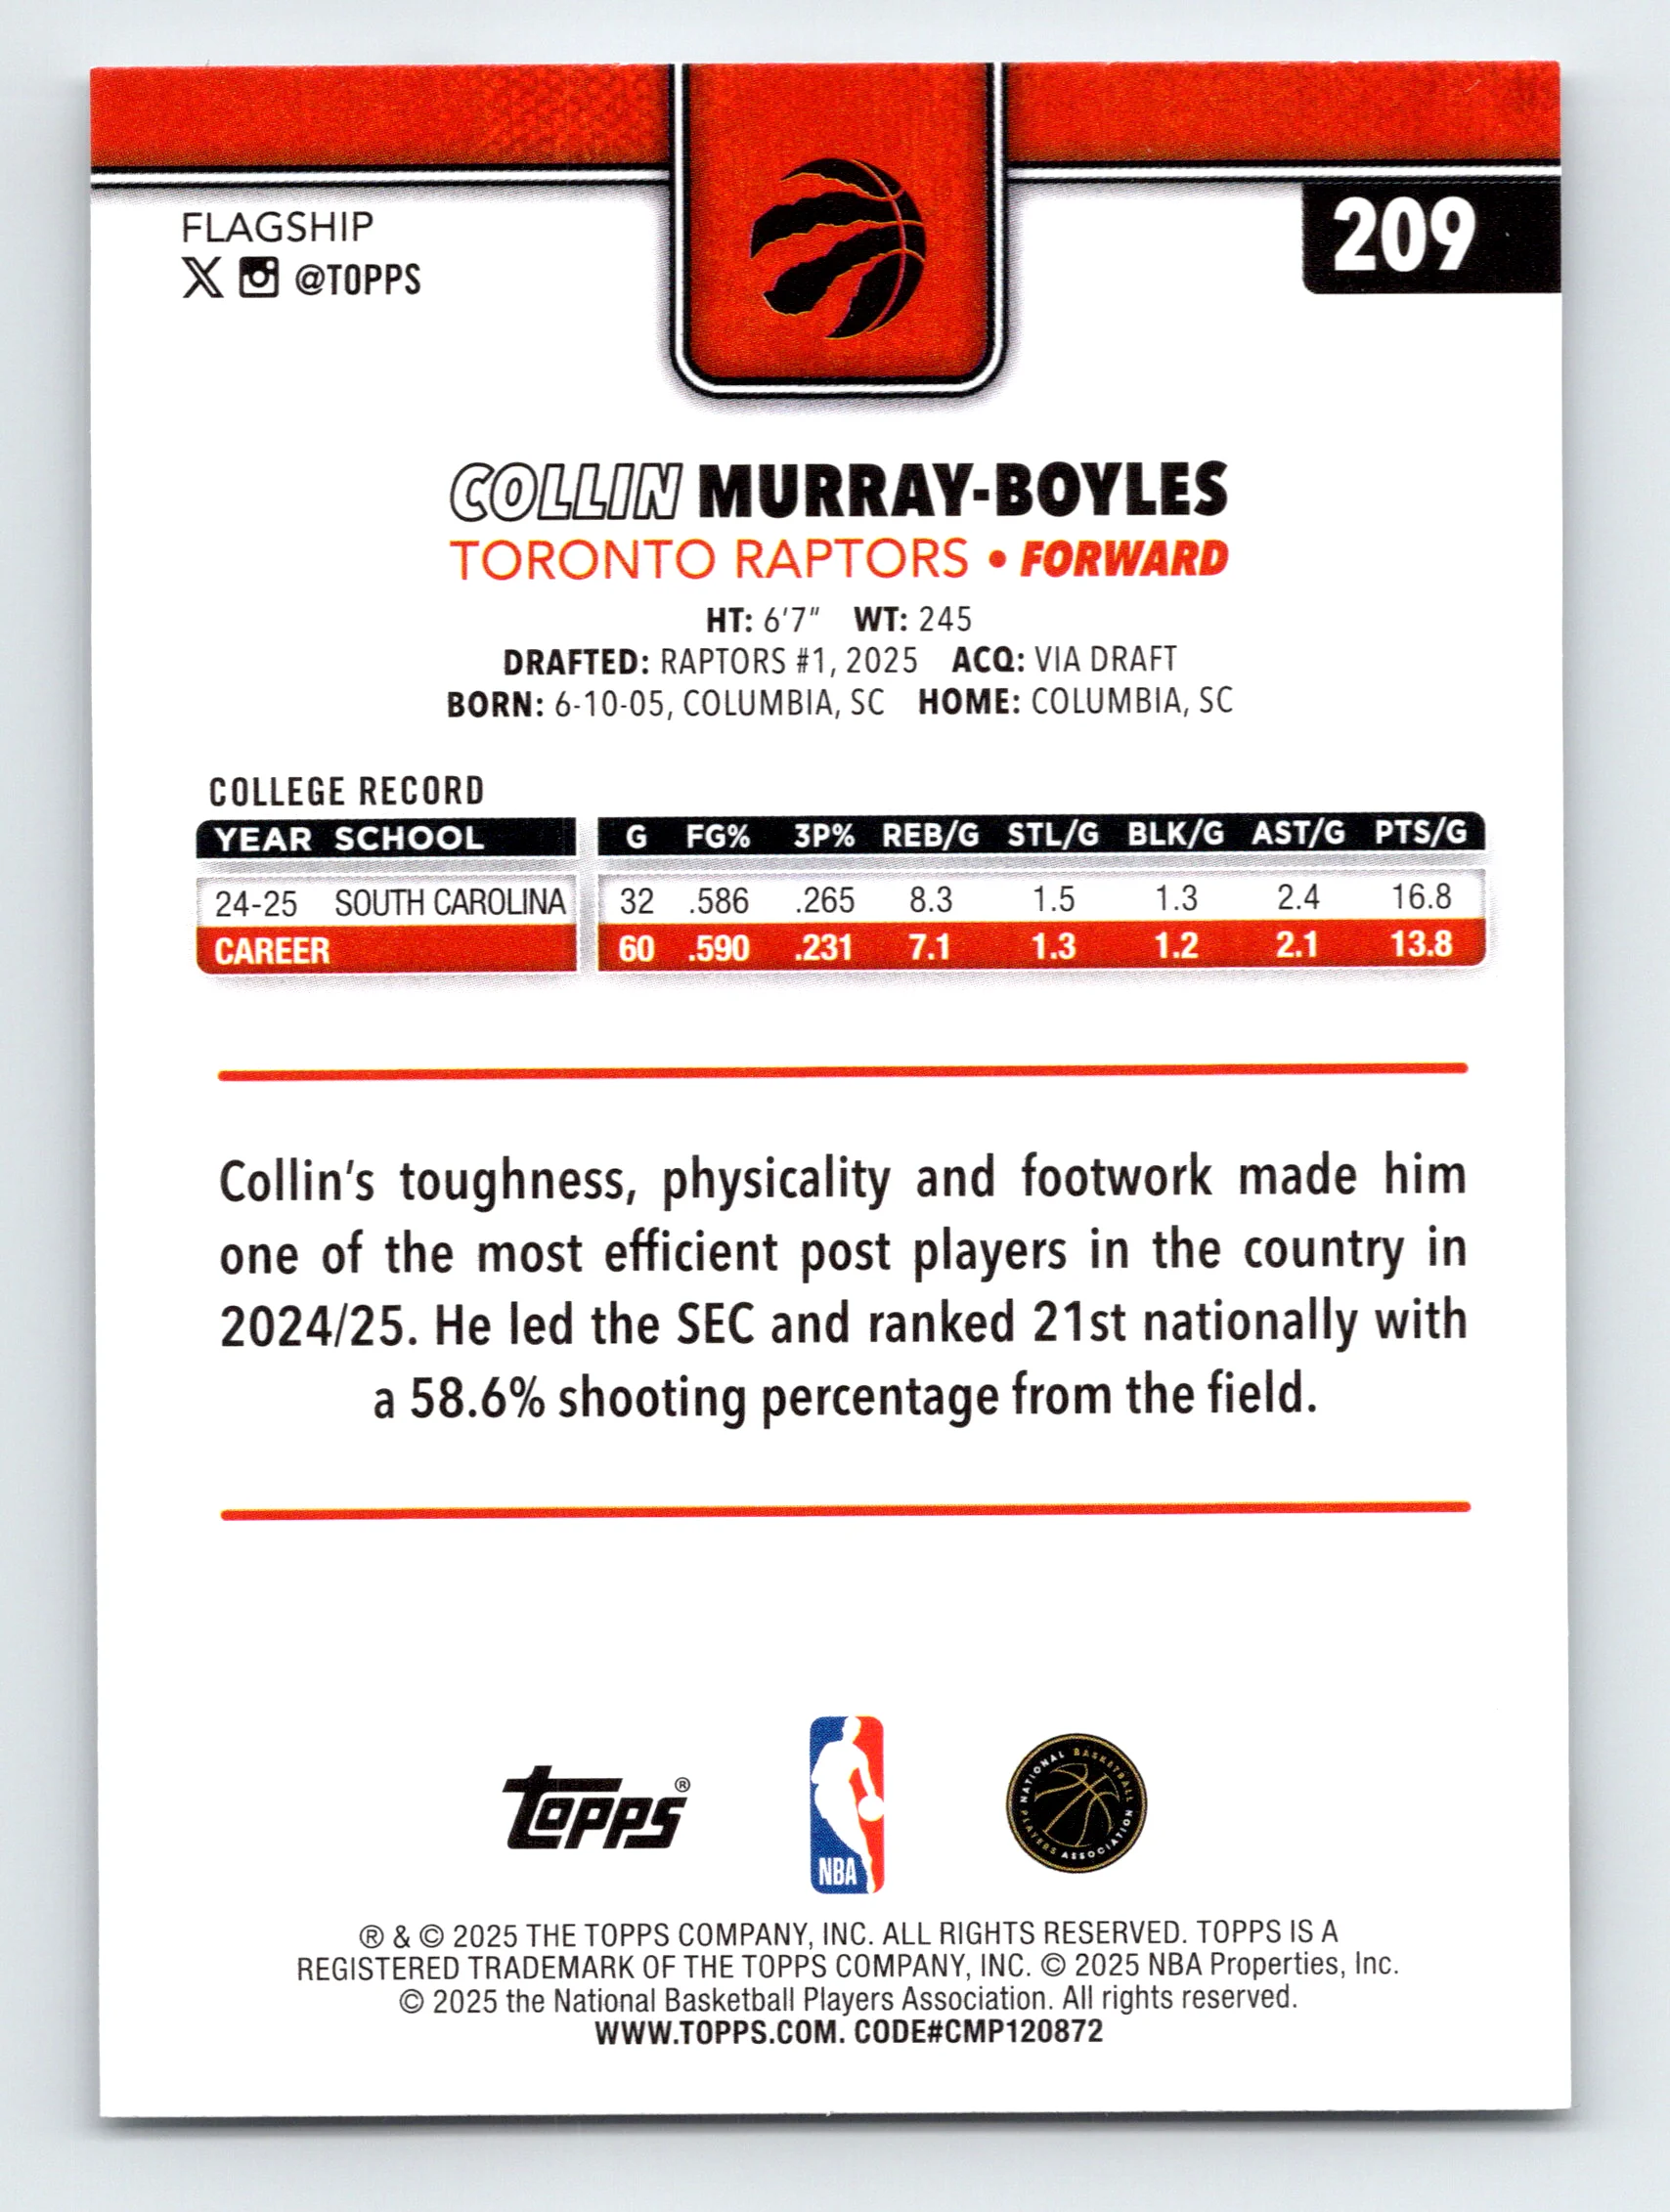 FLAGSHIP
X @TOPPS
209
COLLIN MURRAY-BOYLES
TORONTO RAPTORS • FORWARD
HT: 6'7" WT: 245
DRAFTED: RAPTORS #1, 2025 ACQ: VIA DRAFT
BORN: 6-10-05, COLUMBIA, SC HOME: COLUMBIA, SC
COLLEGE RECORD
YEAR SCHOOL G FG% 3P% REB/G STL/G BLK/G AST/G PTS/G
24-25 SOUTH CAROLINA 32 .586 .265 8.3 1.5 1.3 2.4 16.8
CAREER 60 .590 .231 7.1 1.3 1.2 2.1 13.8
Collin's toughness, physicality and footwork made him
one of the most efficient post players in the country in
2024/25. He led the SEC and ranked 21st nationally with
a 58.6% shooting percentage from the field.
topps®
NBA
NATIONAL BASKETBALL PLAYERS ASSOCIATION
® & © 2025 THE TOPPS COMPANY, INC. ALL RIGHTS RESERVED. TOPPS IS A
REGISTERED TRADEMARK OF THE TOPPS COMPANY, INC. © 2025 NBA Properties, Inc.
© 2025 the National Basketball Players Association. All rights reserved.
WWW.TOPPS.COM. CODE#CMP120872